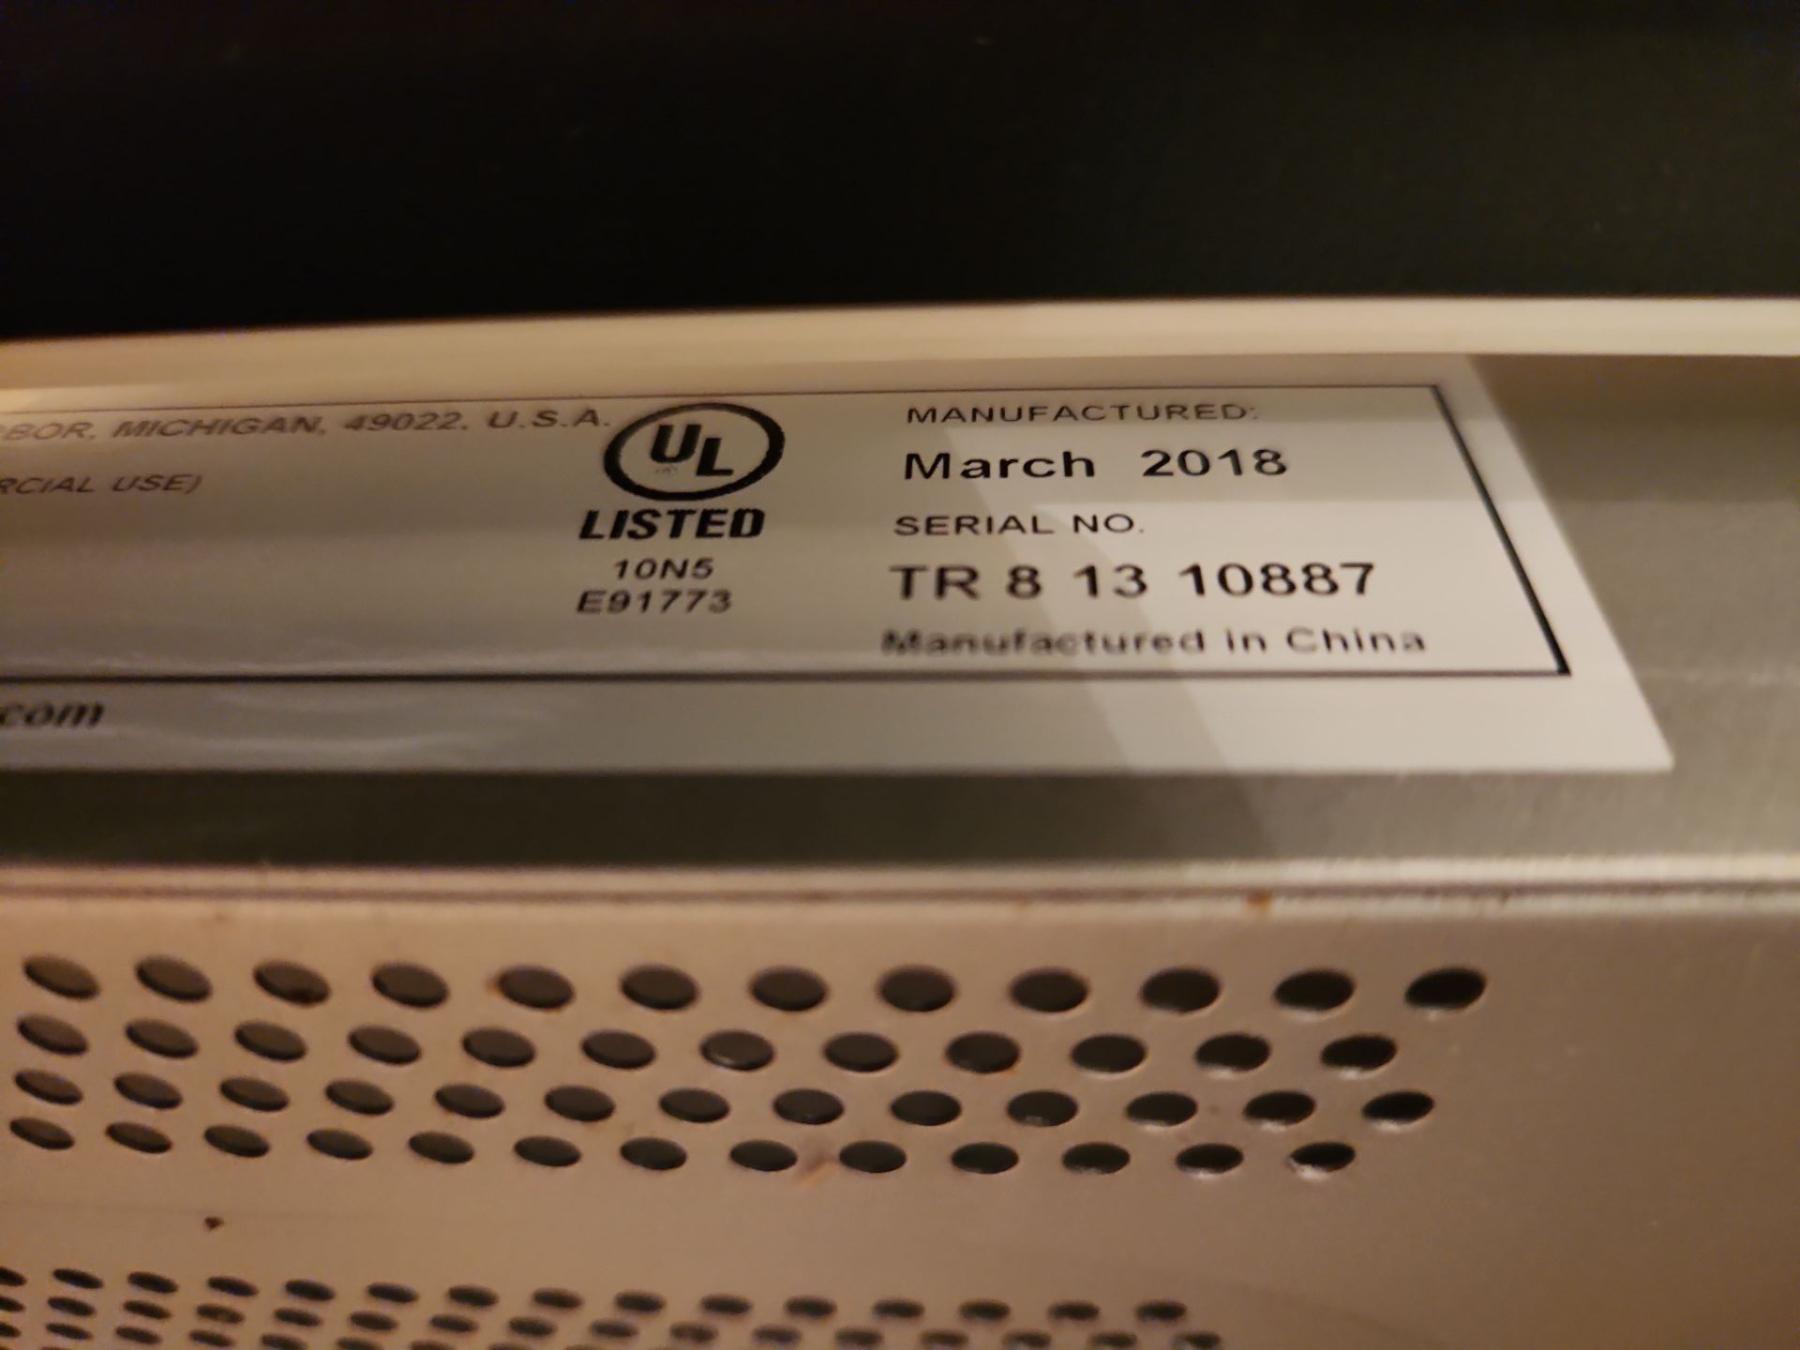 BOR, MICHIGAN, 49022, U.S.A.
RCIAL USE)
UL
LISTED
10N5
E91773
MANUFACTURED:
March 2018
SERIAL NO.
TR 8 13 10887
Manufactured in China
.com